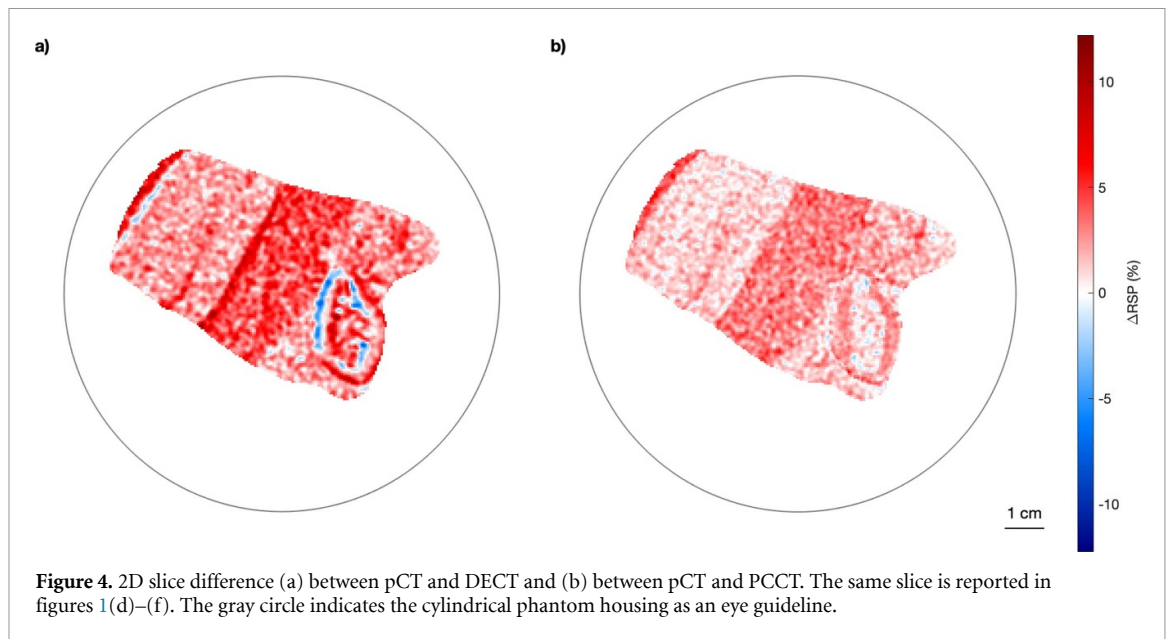 a)
b)
10
5
0
-5
-10
ΔRSP (%)
1 cm
Figure 4. 2D slice difference (a) between pCT and DECT and (b) between pCT and PCCT. The same slice is reported in
figures 1(d)–(f). The gray circle indicates the cylindrical phantom housing as an eye guideline.